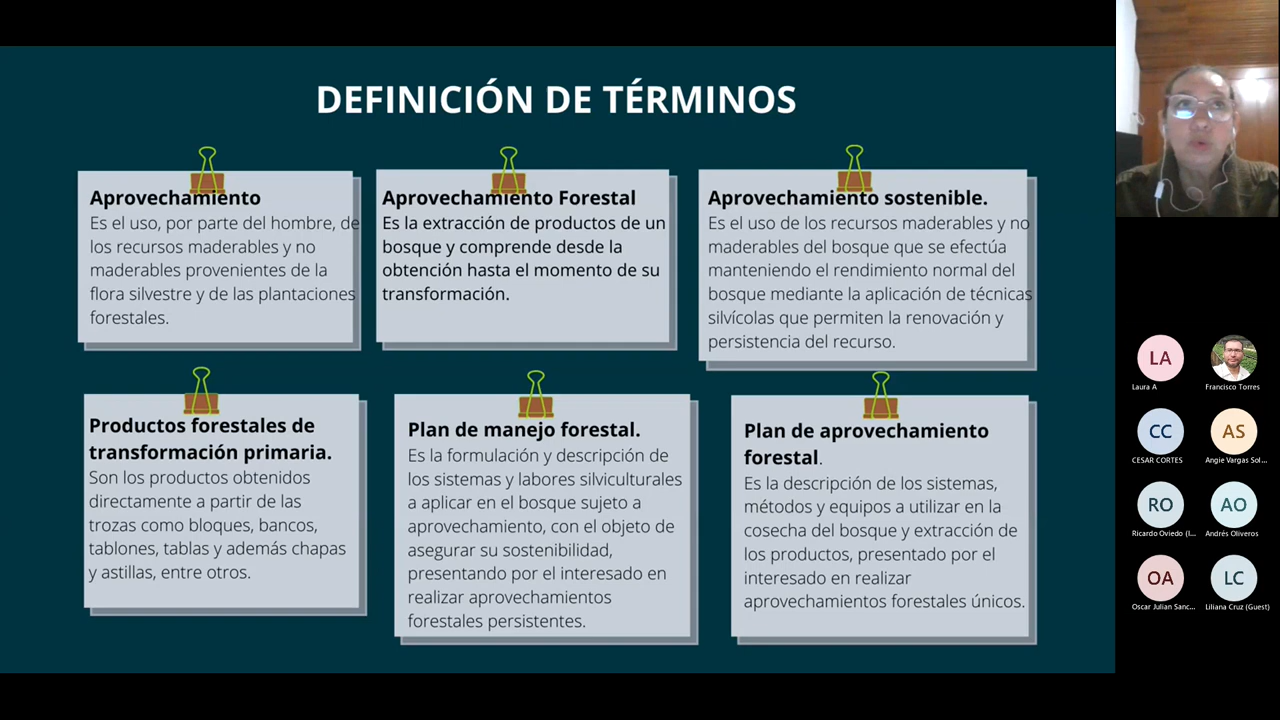 DEFINICIÓN DE TÉRMINOS
Aprovechamiento
Es el uso, por parte del hombre, de
los recursos maderables y no
maderables provenientes de la
flora silvestre y de las plantaciones
forestales.
Aprovechamiento Forestal
Es la extracción de productos de un
bosque y comprende desde la
obtención hasta el momento de su
transformación.
Aprovechamiento sostenible.
Es el uso de los recursos maderables y no
maderables del bosque que se efectúa
manteniendo el rendimiento normal del
bosque mediante la aplicación de técnicas
silvícolas que permiten la renovación y
persistencia del recurso.
Productos forestales de
transformación primaria.
Son los productos obtenidos
directamente a partir de las
trozas como bloques, bancos,
tablones, tablas y además chapas
y astillas, entre otros.
Plan de manejo forestal.
Es la formulación y descripción de
los sistemas y labores silviculturales
a aplicar en el bosque sujeto a
aprovechamiento, con el objeto de
asegurar su sostenibilidad,
presentando por el interesado en
realizar aprovechamientos
forestales persistentes.
Plan de aprovechamiento
forestal.
Es la descripción de los sistemas,
métodos y equipos a utilizar en la
cosecha del bosque y extracción de
los productos, presentado por el
interesado en realizar
aprovechamientos forestales únicos.
LA
Laura A
Francisco Torres
CC
CESAR CORTES
AS
Angie Vargas Sol...
RO
Ricardo Oviedo (I...
AO
Andrés Oliveros
OA
Oscar Julian Sanc...
LC
Liliana Cruz (Guest)